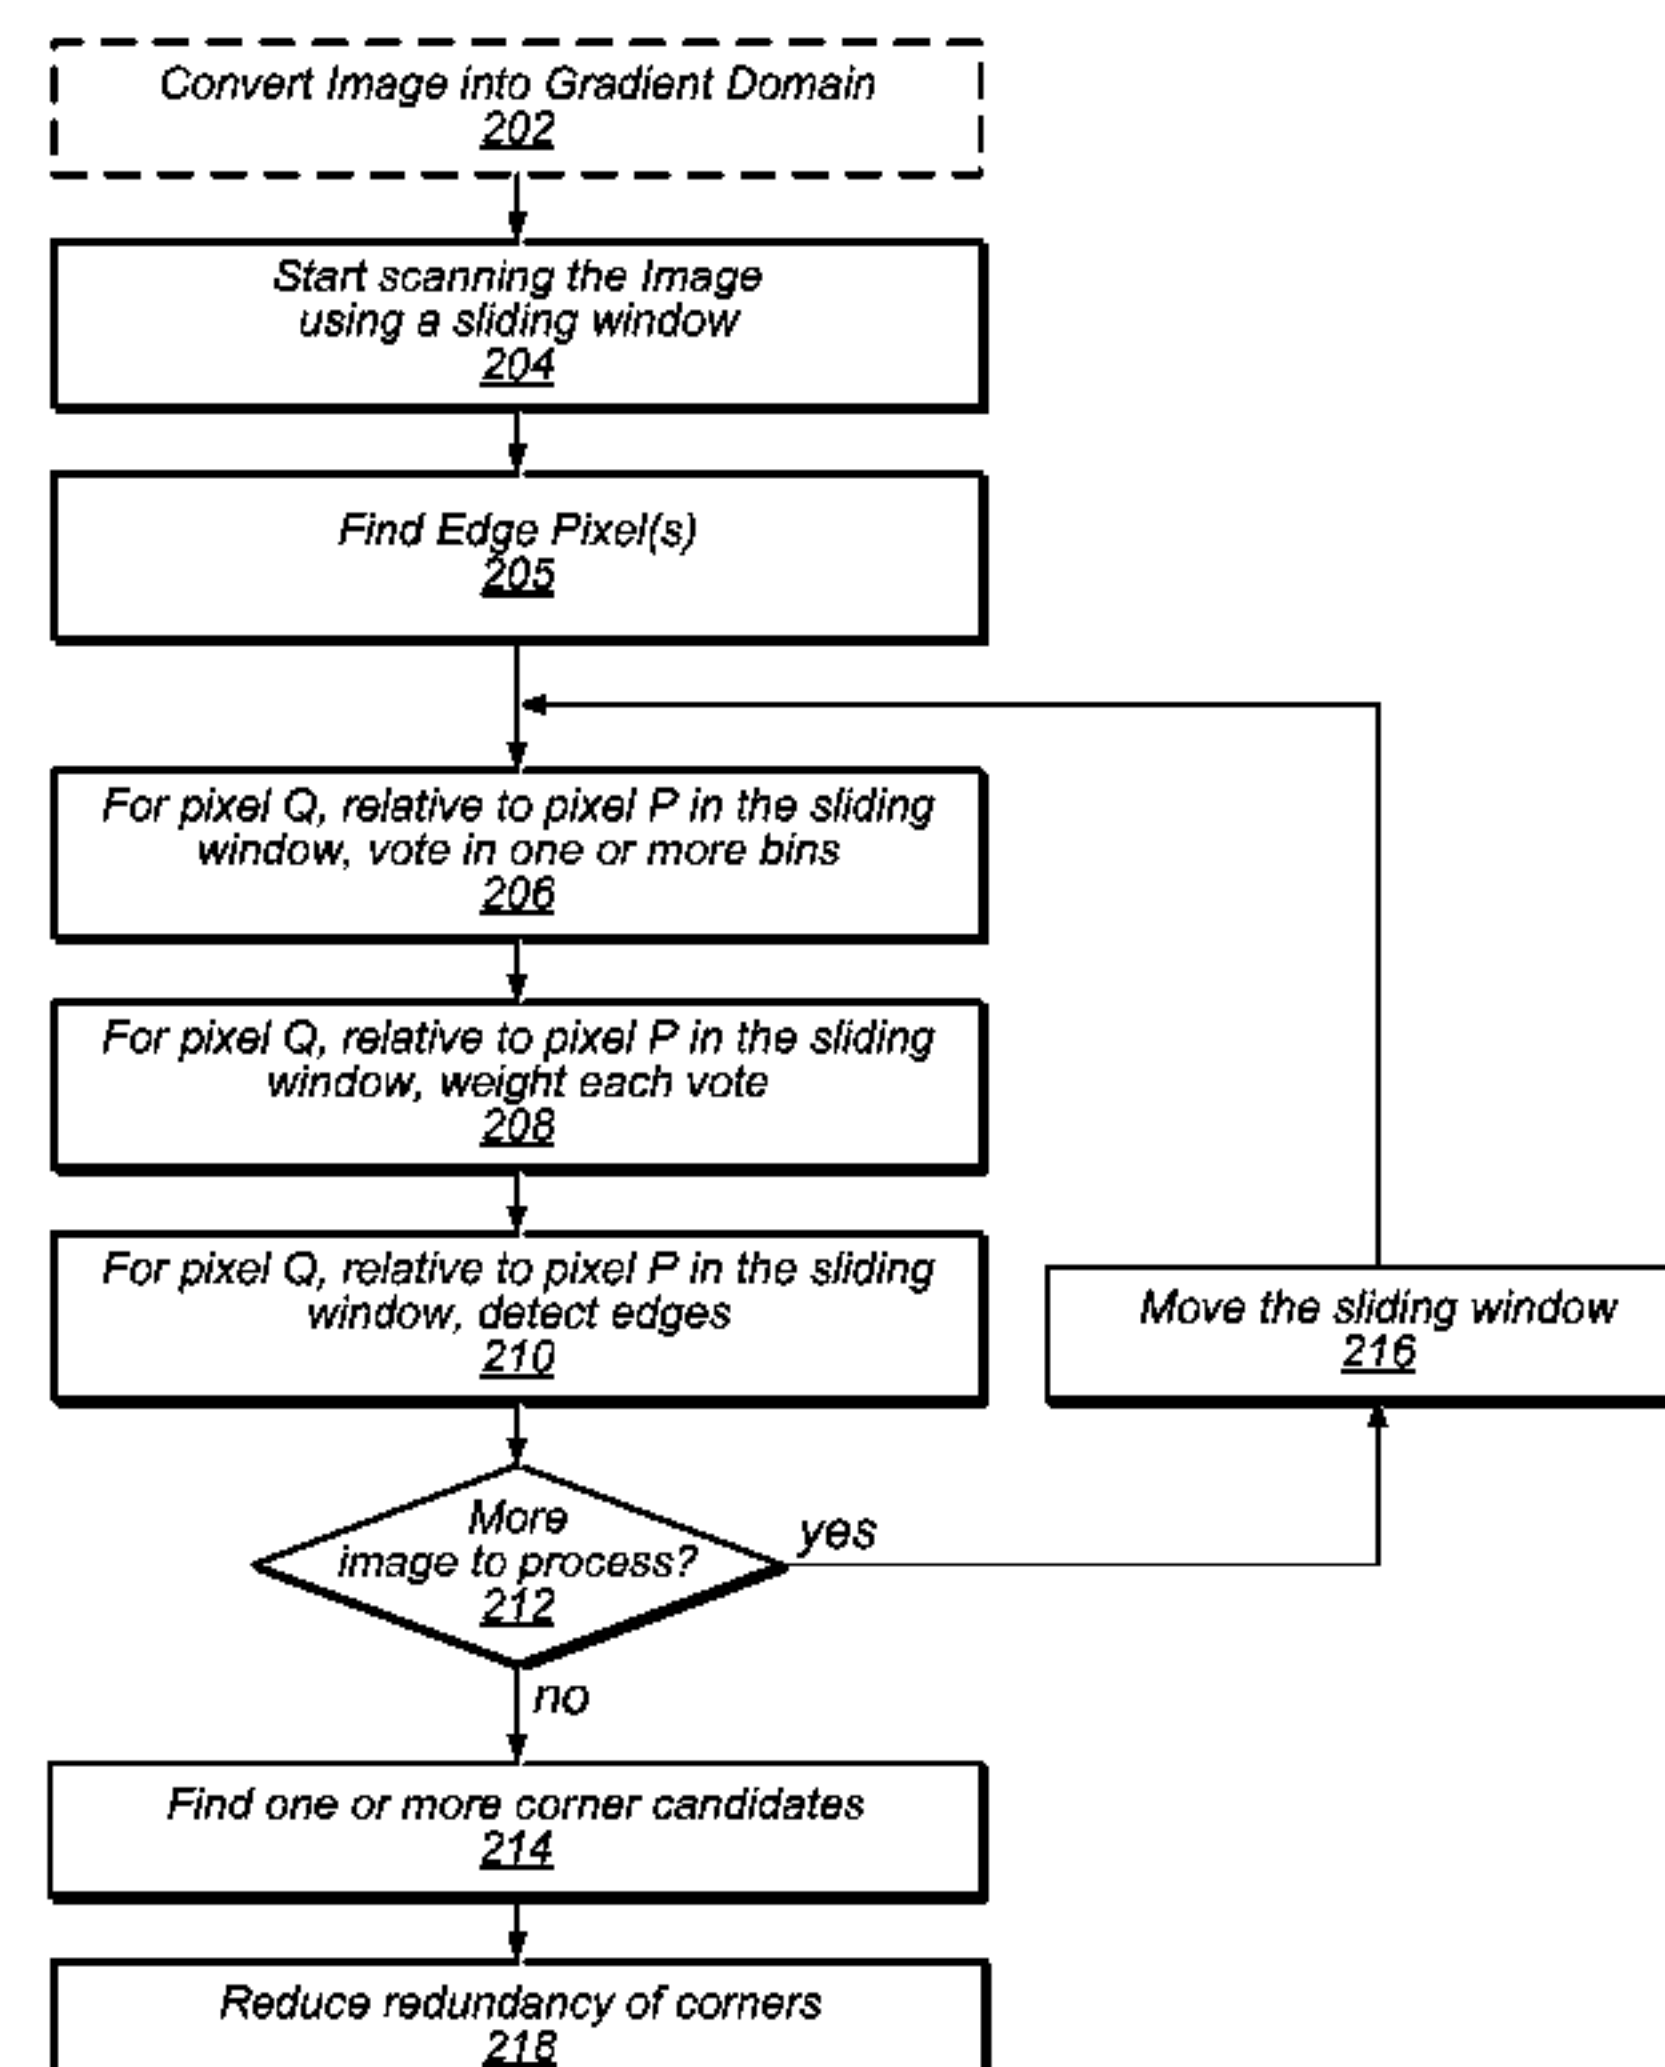 Convert Image into Gradient Domain
202
Start scanning the Image
using a sliding window
204
Find Edge Pixel(s)
205
For pixel Q, relative to pixel P in the sliding
window, vote in one or more bins
206
For pixel Q, relative to pixel P in the sliding
window, weight each vote
208
For pixel Q, relative to pixel P in the sliding
window, detect edges
210
Move the sliding window
216
More
image to process?
212
yes
no
Find one or more corner candidates
214
Reduce redundancy of corners
218